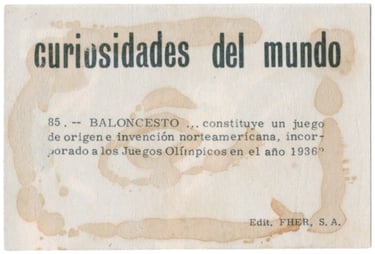 curiosidades del mundo
85. -- BALONCESTO ... constituye un juego
de origen e invención norteamericana, incor-
porado a los Juegos Olímpicos en el año 1936?
Edit. FHER, S. A.